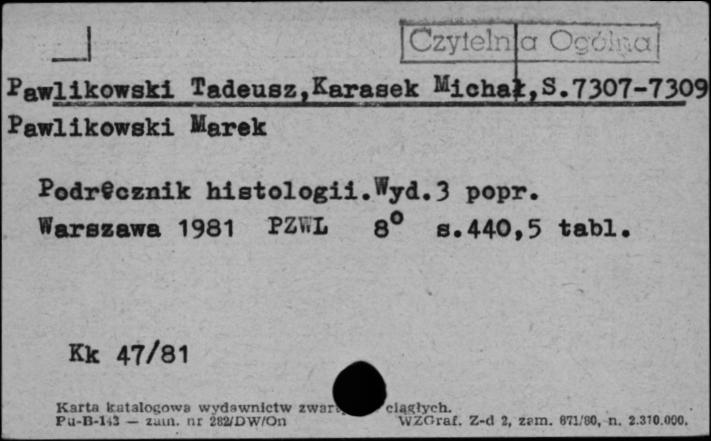 Czytelnia Ogólna
Pawlikowski Tadeusz,Karasek Michał,S.7307-7309
Pawlikowski Marek
Podręcznik histologii.Wyd.3 popr.
Warszawa 1981 PZWL 8° s.440,5 tabl.
Kk 47/81
Karta katalogowa wydawnictw ciągłych.
Pu-B-143 — zam. nr 282/DW/On WZGraf. Z-d 2, zam. 671/80, n. 2.310.000.